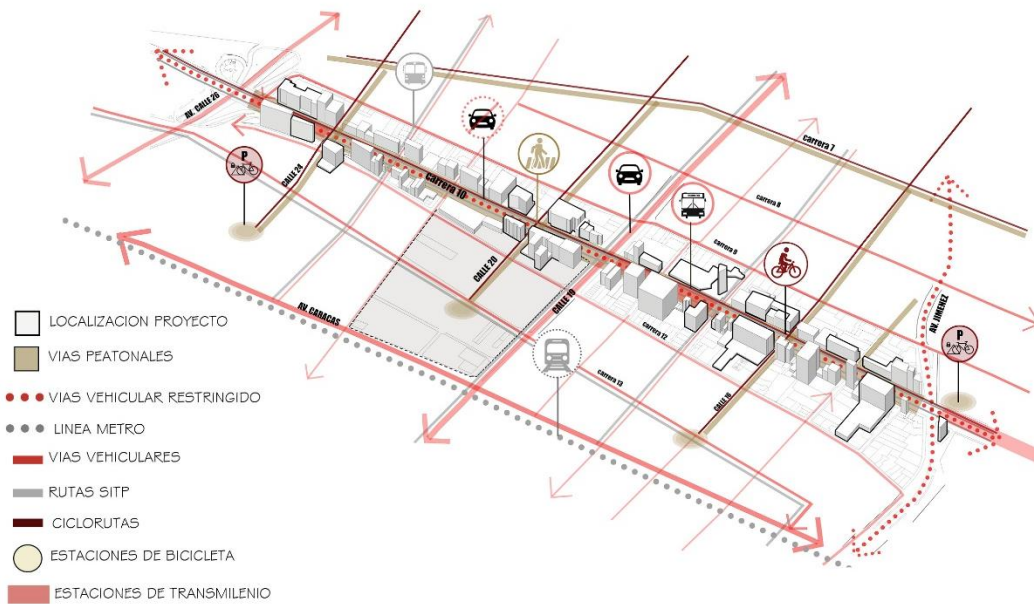 AV. CALLE 26
CALLE 24
P
Carrera 10
Carrera 7
carrera 8
carrera 9
CALLE 20
CALLE 19
AV. CARACAS
AV. JIMENEZ
P
carrera 12
carrera 13
CALLE 16
LOCALIZACION PROYECTO
VIAS PEATONALES
VIAS VEHICULAR RESTRINGIDO
LINEA METRO
VIAS VEHICULARES
RUTAS SITP
CICLORUTAS
ESTACIONES DE BICICLETA
ESTACIONES DE TRANSMILENIO